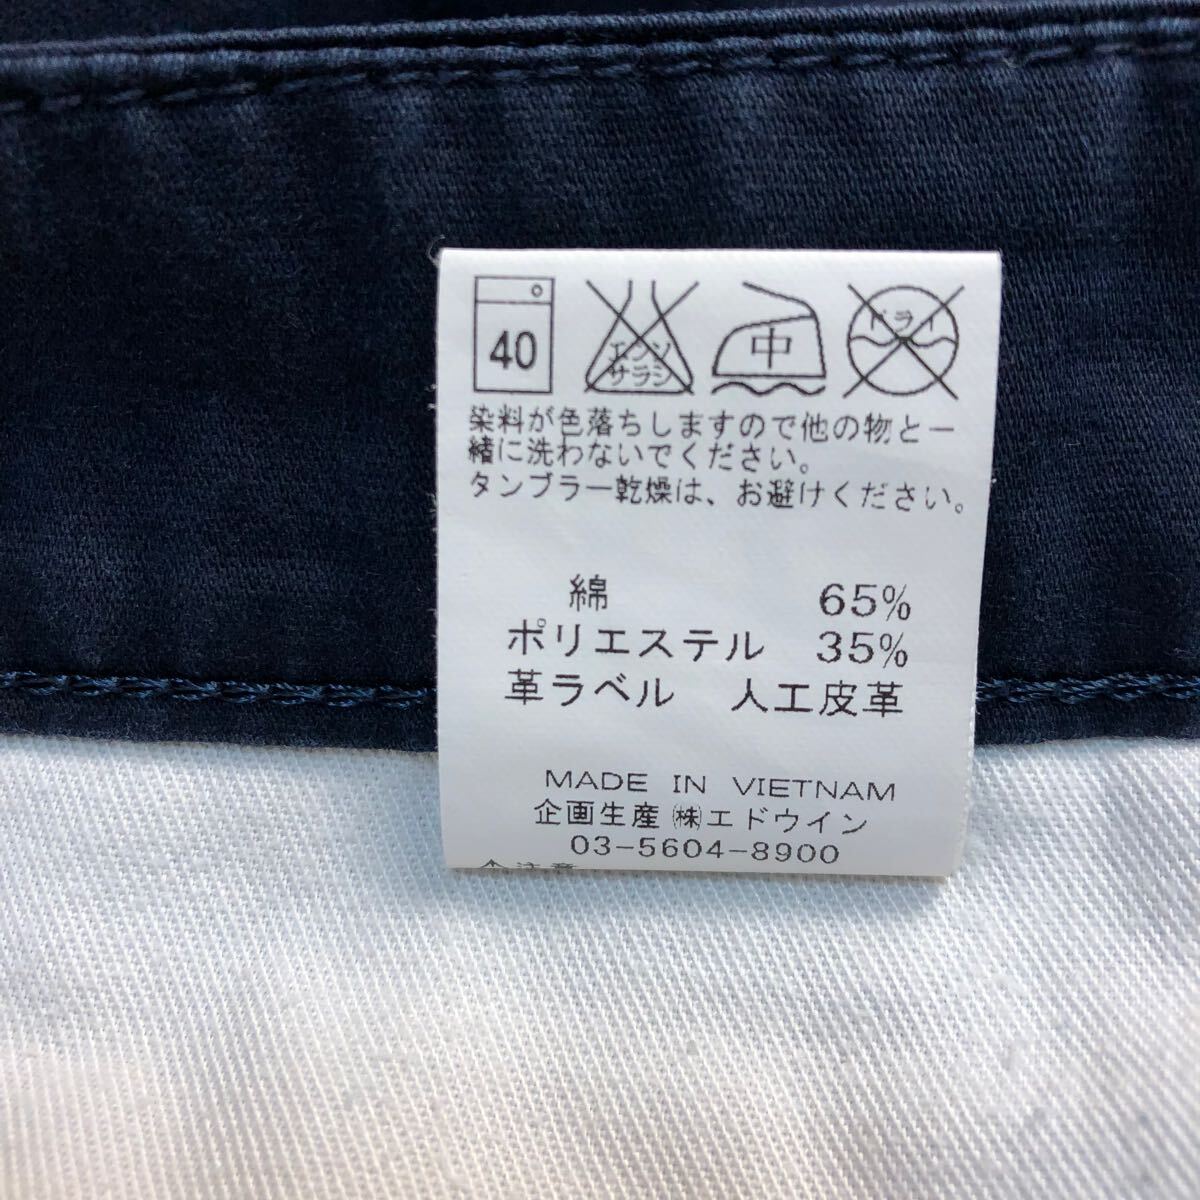 40 エンソ サラシ 中 ドライ
染料が色落ちしますので他の物と一
緒に洗わないでください。
タンブラー乾燥は、お避けください。
綿 65%
ポリエステル 35%
革ラベル 人工皮革
MADE IN VIETNAM
企画生産㈱エドウイン
03-5604-8900
注意